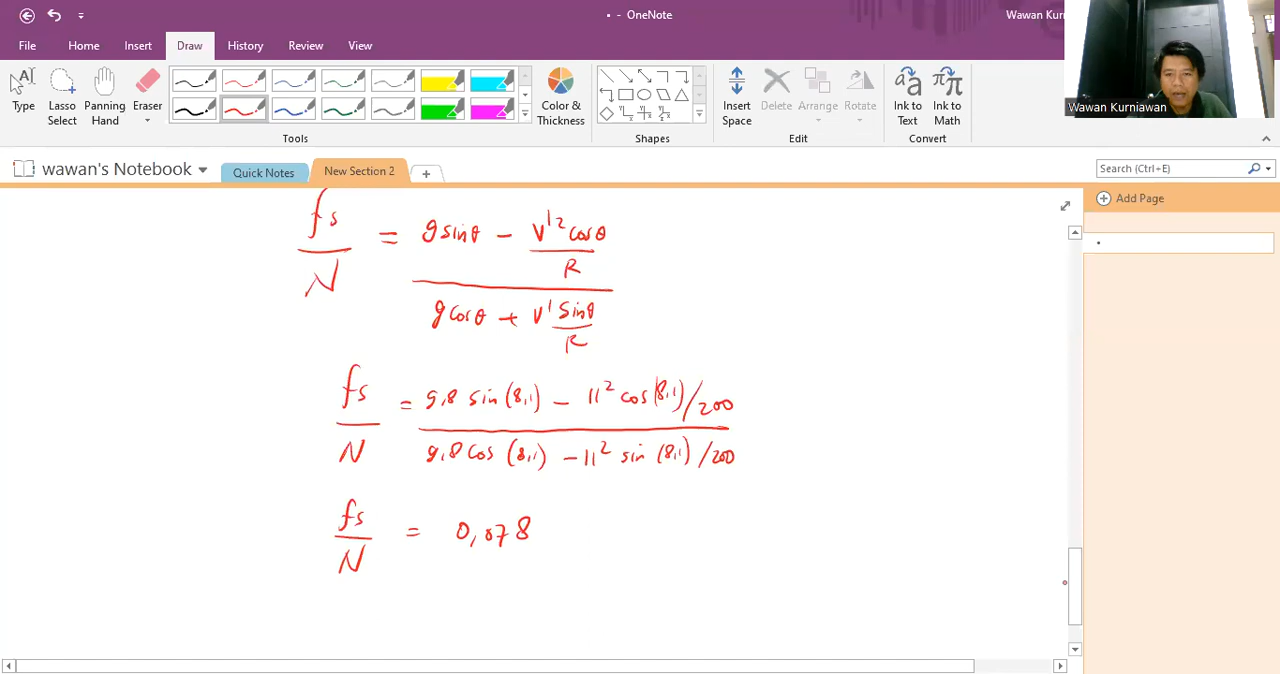 • - OneNote
Wawan Kurn
File Home Insert Draw History Review View
Type Lasso Select Panning Hand Eraser Color & Thickness Insert Space Delete Arrange Rotate Ink to Text Ink to Math
Tools Shapes Edit Convert
Wawan Kurniawan
wawan's Notebook Quick Notes New Section 2 +
Search (Ctrl+E)
Add Page
fs/N = (g sinθ - v'² cosθ/R) / (g cosθ + v' sinθ/R)
fs/N = (9,8 sin(8,1) - 11² cos(8,1)/200) / (9,8 cos (8,1) - 11² sin (8,1)/200)
fs/N = 0,078